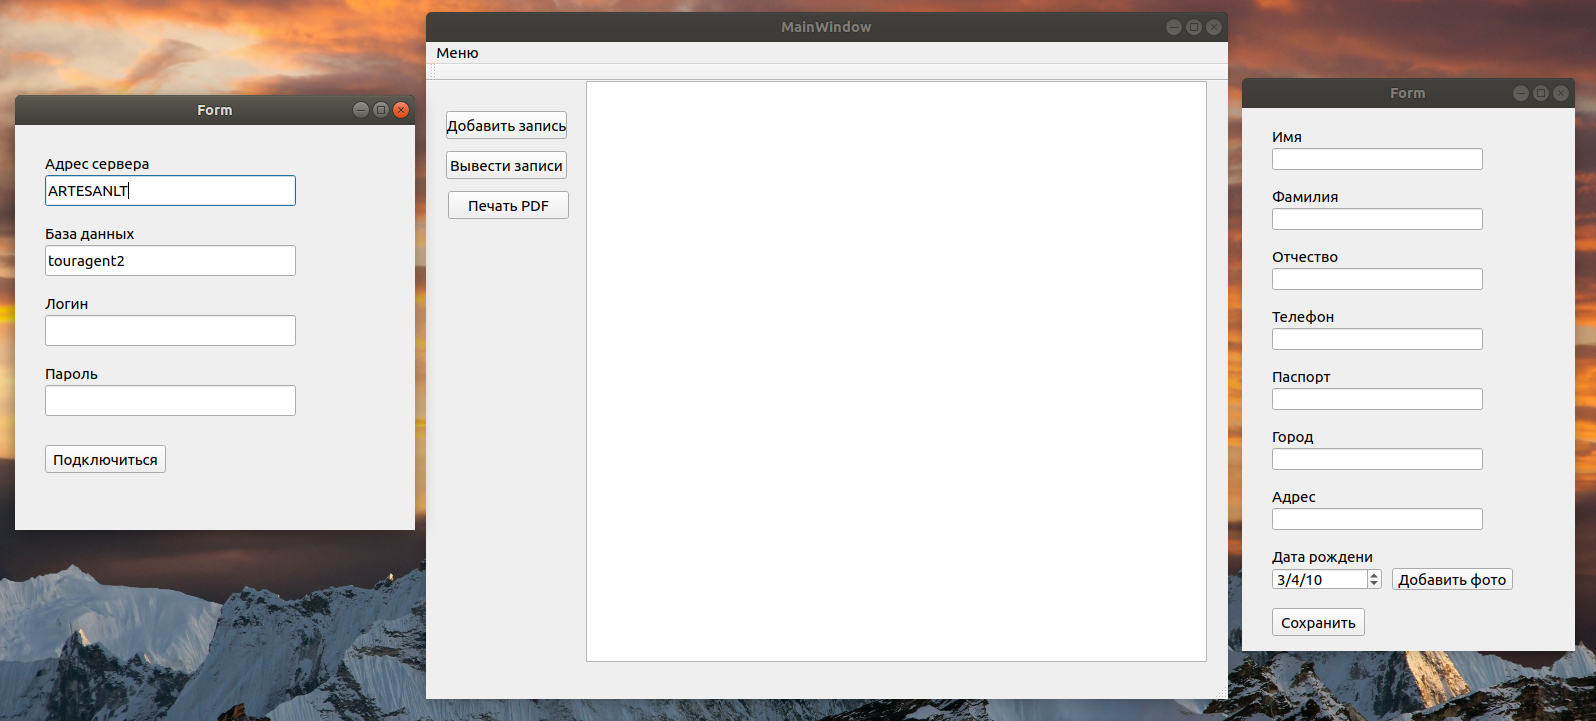 Form
Адрес сервера
ARTESANLT
База данных
touragent2
Логин
Пароль
Подключиться
MainWindow
Меню
Добавить запись
Вывести записи
Печать PDF
Form
Имя
Фамилия
Отчество
Телефон
Паспорт
Город
Адрес
Дата рождени
3/4/10
Добавить фото
Сохранить